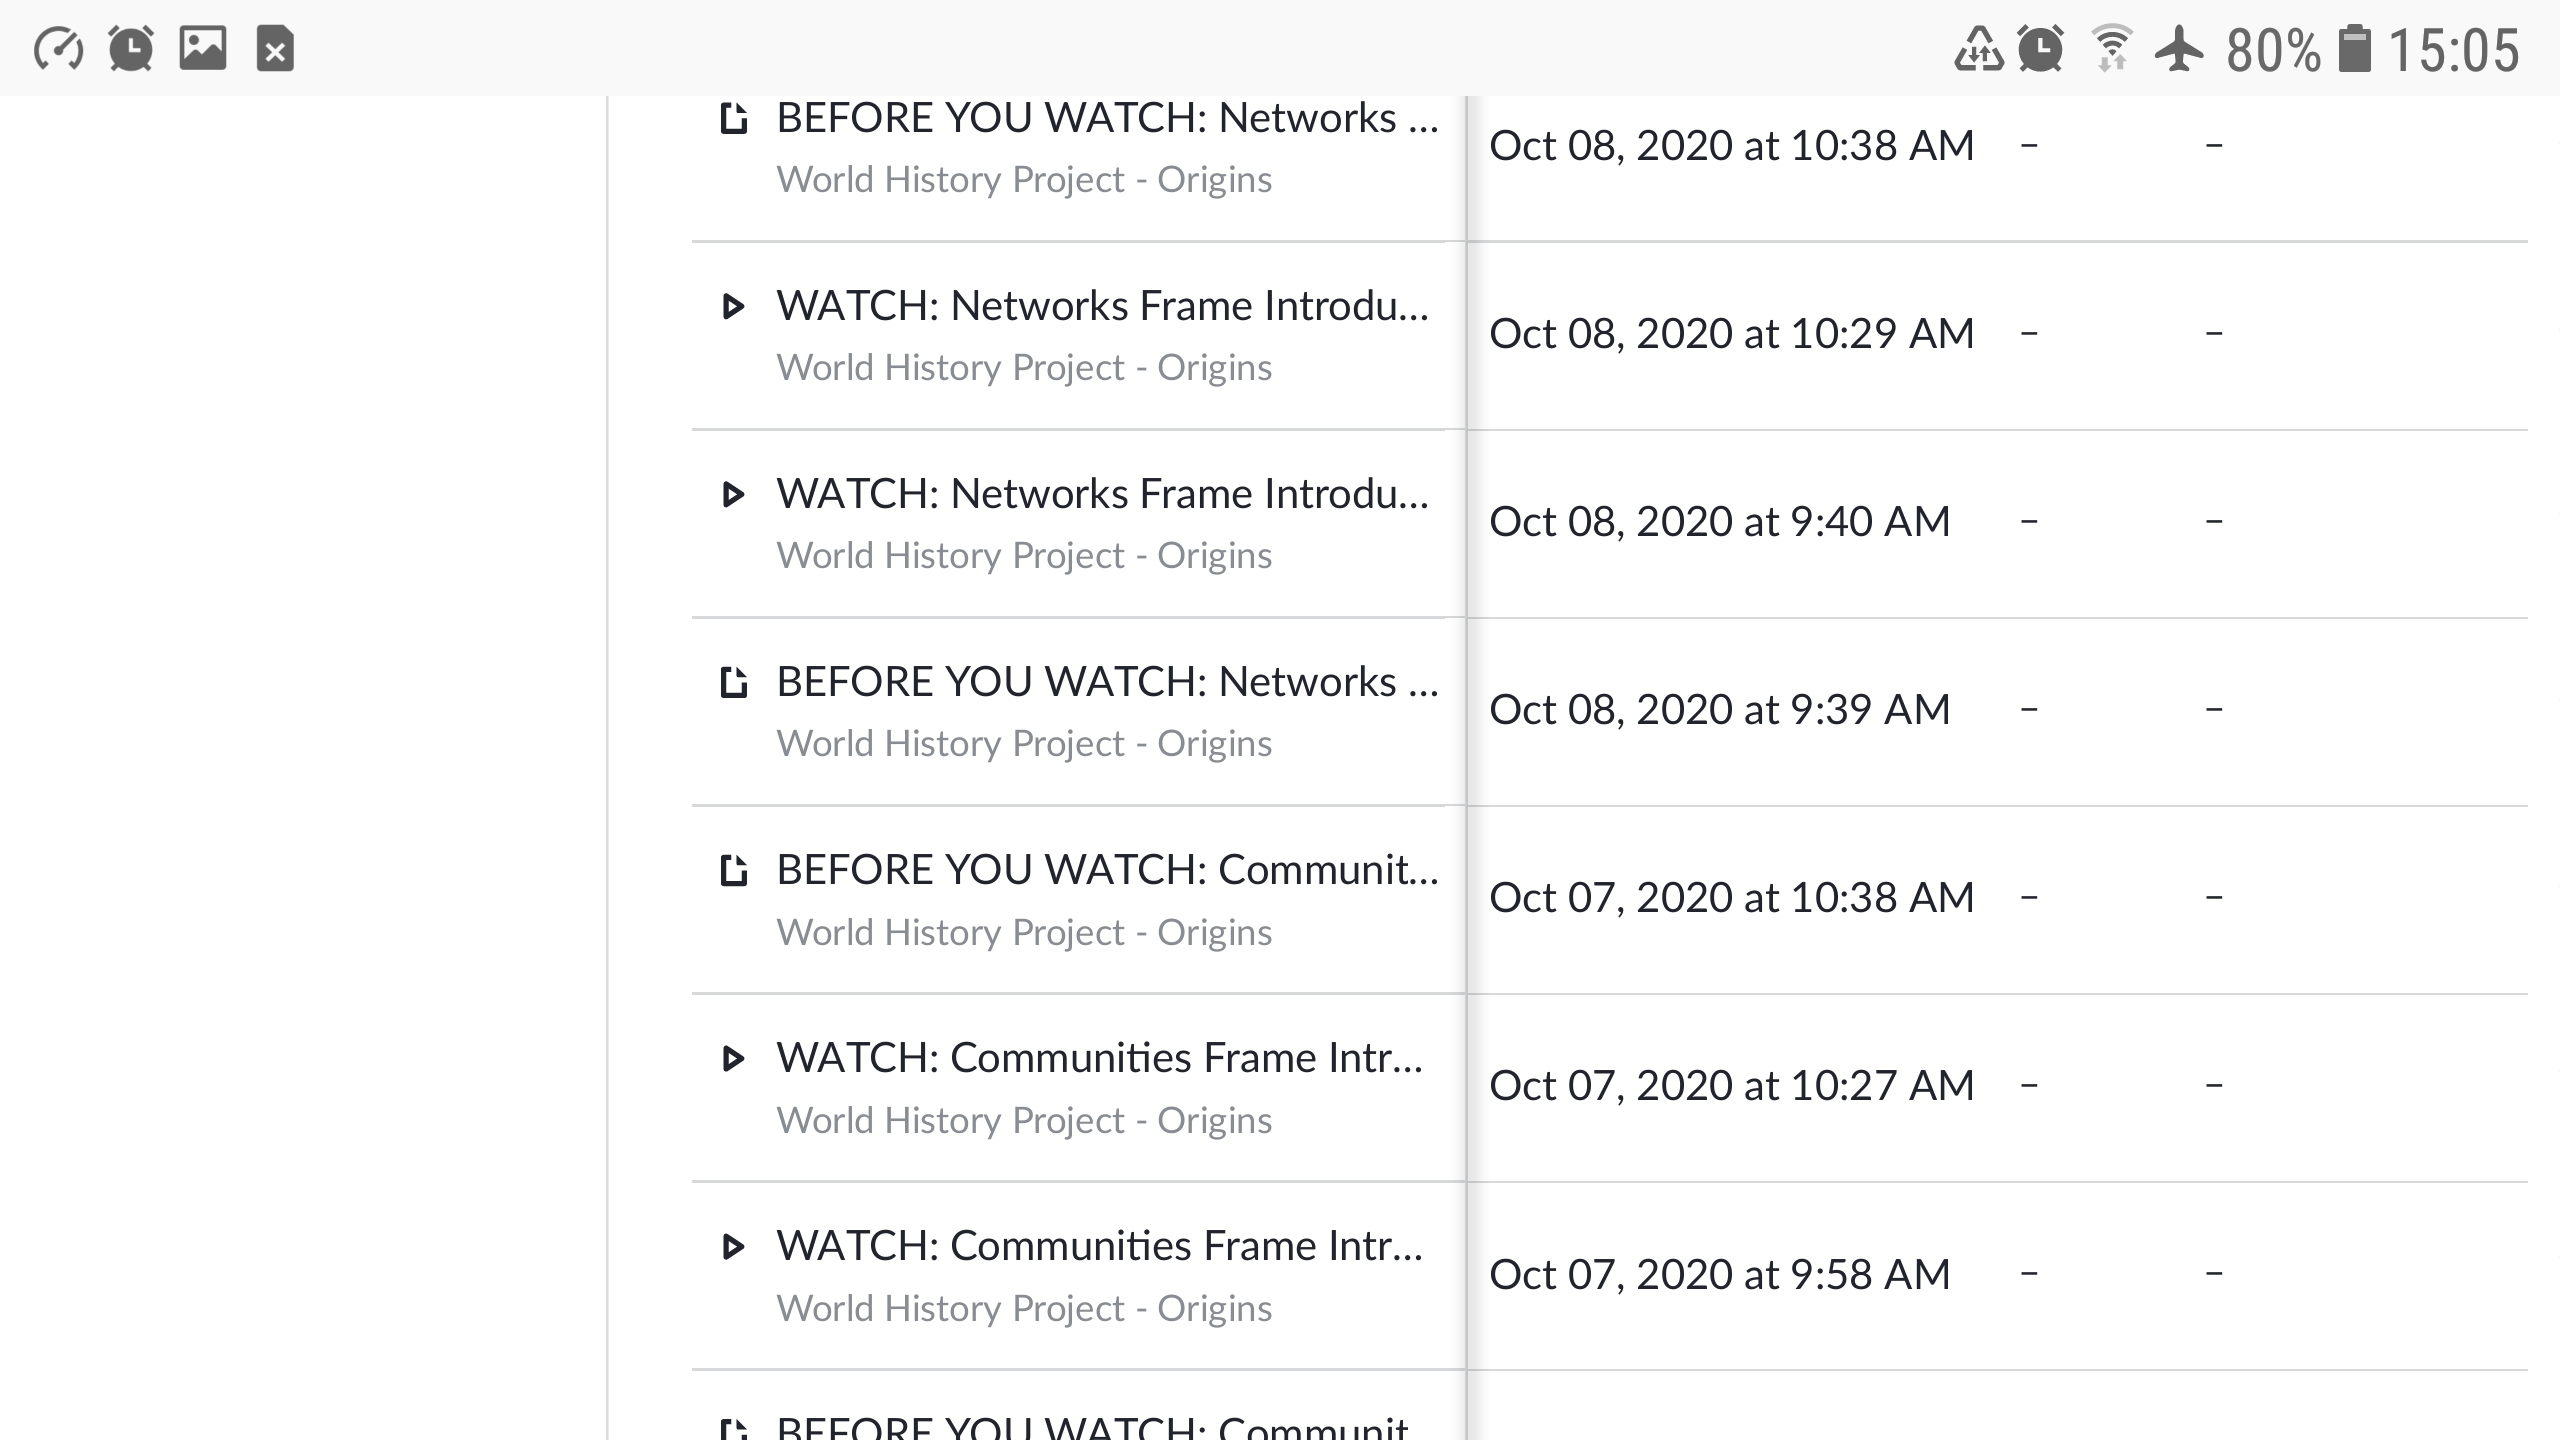 80% 15:05
BEFORE YOU WATCH: Networks ...
World History Project - Origins
Oct 08, 2020 at 10:38 AM – –
WATCH: Networks Frame Introdu...
World History Project - Origins
Oct 08, 2020 at 10:29 AM – –
WATCH: Networks Frame Introdu...
World History Project - Origins
Oct 08, 2020 at 9:40 AM – –
BEFORE YOU WATCH: Networks ...
World History Project - Origins
Oct 08, 2020 at 9:39 AM – –
BEFORE YOU WATCH: Communit...
World History Project - Origins
Oct 07, 2020 at 10:38 AM – –
WATCH: Communities Frame Intr...
World History Project - Origins
Oct 07, 2020 at 10:27 AM – –
WATCH: Communities Frame Intr...
World History Project - Origins
Oct 07, 2020 at 9:58 AM – –
BEFORE YOU WATCH: Communit